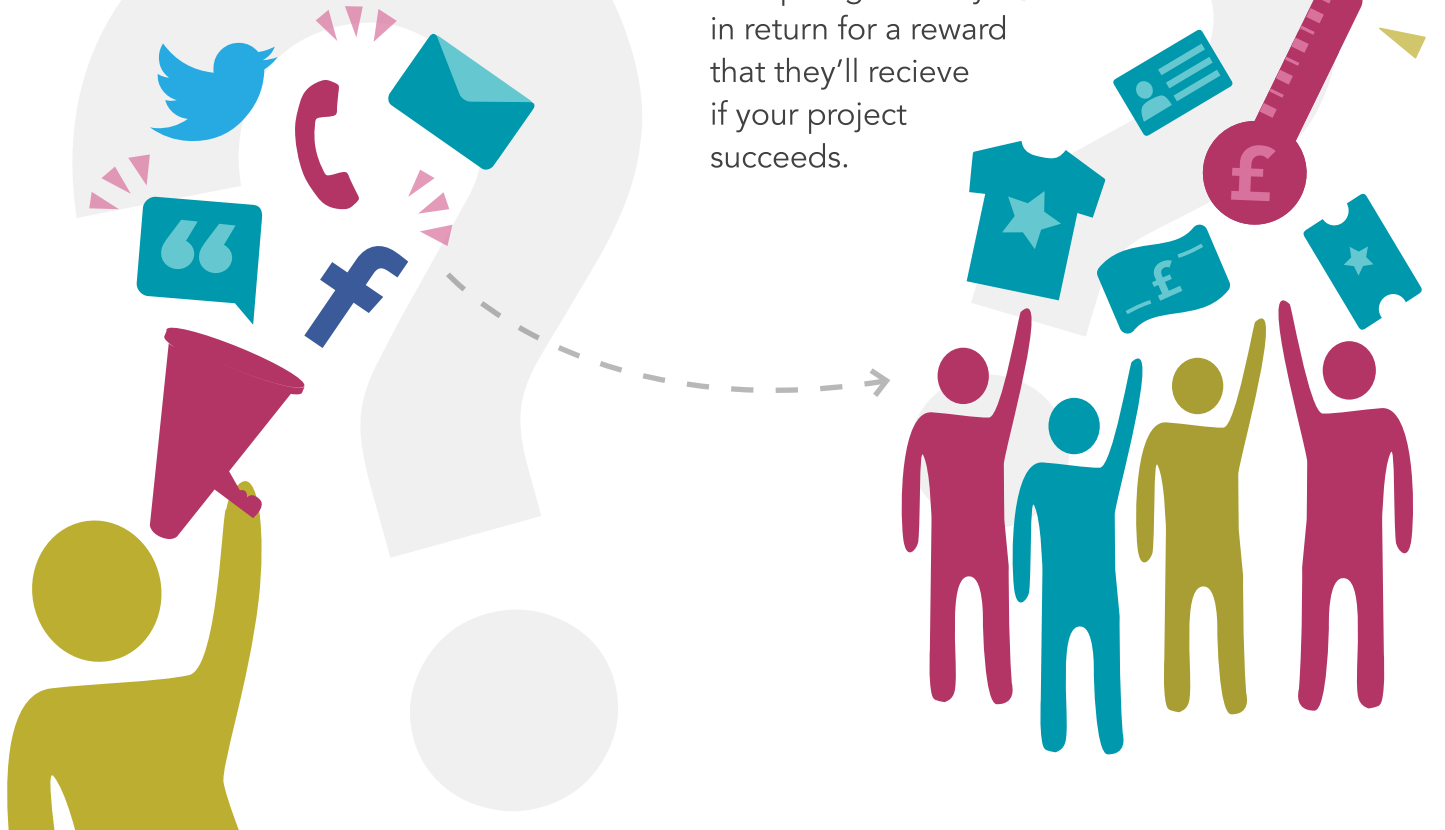 in return for a reward
that they’ll recieve
if your project
succeeds.
£
£